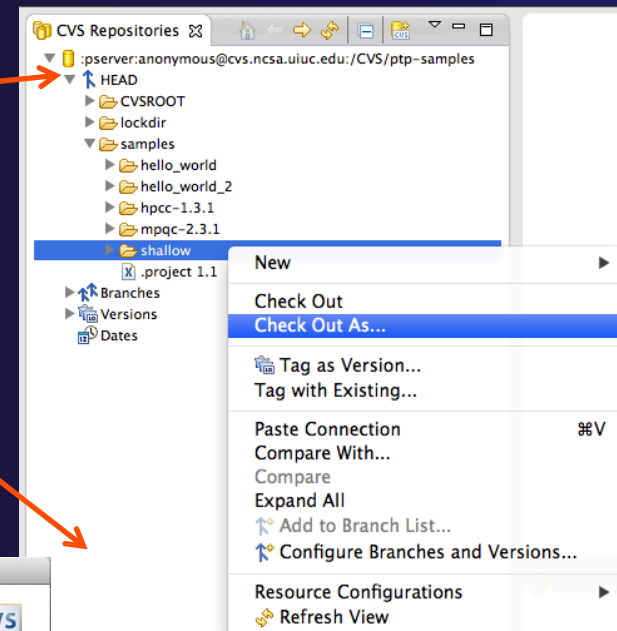 CVS Repositories
:pserver:anonymous@cvs.ncsa.uiuc.edu:/CVS/ptp-samples
HEAD
CVSROOT
lockdir
samples
hello_world
hello_world_2
hpcc-1.3.1
mpqc-2.3.1
shallow
.project 1.1
Branches
Versions
Dates
New
Check Out
Check Out As...
Tag as Version...
Tag with Existing...
Paste Connection ⌘V
Compare With...
Compare
Expand All
Add to Branch List...
Configure Branches and Versions...
Resource Configurations
Refresh View